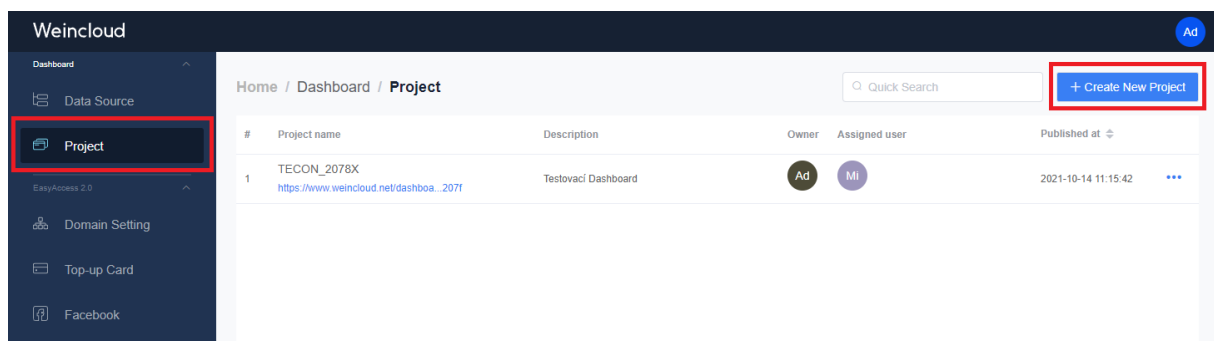 Weincloud
Ad
Dashboard
Data Source
Project
EasyAccess 2.0
Domain Setting
Top-up Card
Facebook
Home / Dashboard / Project
Quick Search
+ Create New Project
# Project name Description Owner Assigned user Published at
1 TECON_2078X Testovací Dashboard Ad Mi 2021-10-14 11:15:42
https://www.weincloud.net/dashboa...207f